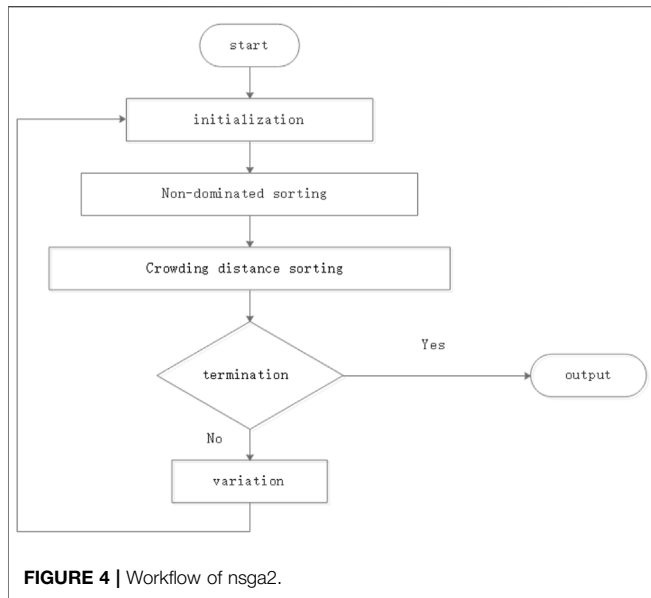 start
initialization
Non-dominated sorting
Crowding distance sorting
termination
Yes
output
No
variation
FIGURE 4 | Workflow of nsga2.